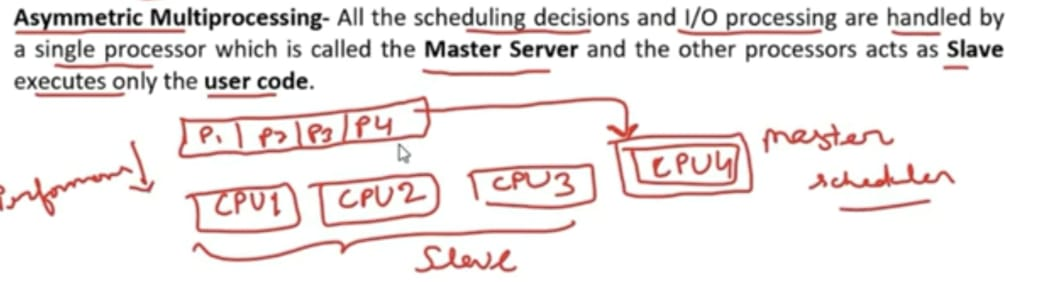 Asymmetric Multiprocessing- All the scheduling decisions and I/O processing are handled by
a single processor which is called the Master Server and the other processors acts as Slave
executes only the user code.
P1 P2 P3 P4
master
CPU1 CPU2 CPU3 CPU4
scheduler
Slave